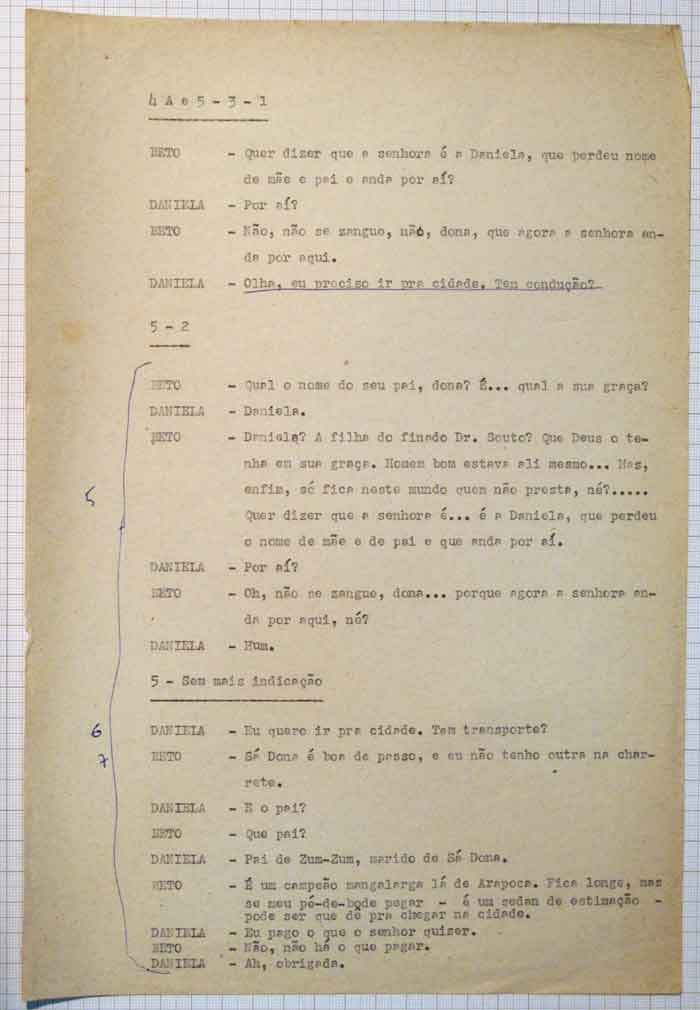 4 A e 5 - 3 - 1
BETO - Quer dizer que a senhora é a Daniela, que perdeu nome
de mãe e pai e anda por aí?
DANIELA - Por aí?
BETO - Não, não se zangue, não, dona, que agora a senhora an-
da por aqui.
DANIELA - Olha, eu preciso ir pra cidade. Tem condução?
5 - 2
BETO - Qual o nome do seu pai, dona? É... qual a sua graça?
DANIELA - Daniela.
BETO - Daniela? A filha do finado Dr. Souto? Que Deus o te-
nha em sua graça. Homem bom estava ali mesmo... Mas,
5 enfim, só fica neste mundo quem não presta, né?.....
Quer dizer que a senhora é... é a Daniela, que perdeu
o nome de mãe e de pai e que anda por aí.
DANIELA - Por aí?
BETO - Oh, não se zangue, dona... porque agora a senhora an-
da por aqui, né?
DANIELA - Hum.
5 - Sem mais indicação
6 DANIELA - Eu quero ir pra cidade. Tem transporte?
7 BETO - Sá Dona é boa de passo, e eu não tenho outra na char-
rete.
DANIELA - E o pai?
BETO - Que pai?
DANIELA - Pai de Zum-Zum, marido de Sá Dona.
BETO - É um campeão mangalarga lá de Arapoca. Fica longe, mas
se meu pé-de-bode pegar - é um sedan de estimação -
pode ser que dê pra chegar na cidade.
DANIELA - Eu pago o que o senhor quiser.
BETO - Não, não há o que pagar.
DANIELA - Ah, obrigada.